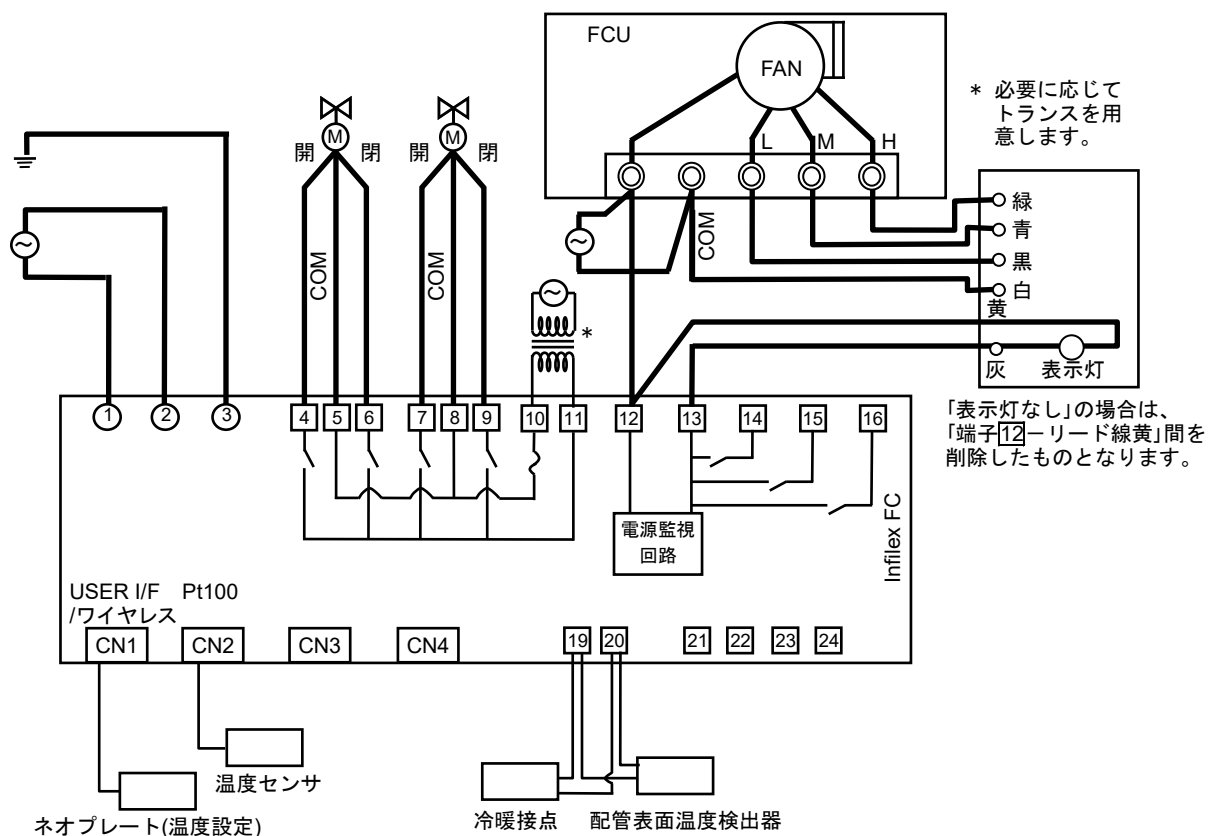 FCU
FAN
L
M
H
* 必要に応じて
トランスを用
意します。
M
M
開
閉
開
閉
COM
COM
COM
緑
青
黒
白
黄
灰
表示灯
*
「表示灯なし」の場合は、
「端子12－リード線黄」間を
削除したものとなります。
1
2
3
4
5
6
7
8
9
10
11
12
13
14
15
16
電源監視
回路
Infilex FC
USER I/F
/ワイヤレス
Pt100
CN1
CN2
CN3
CN4
19
20
21
22
23
24
温度センサ
ネオプレート(温度設定)
冷暖接点
配管表面温度検出器